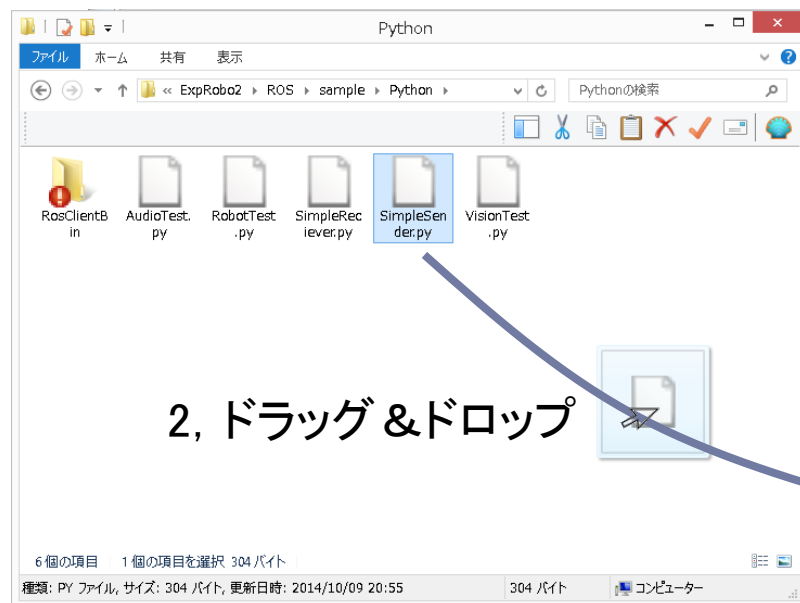 Python
ファイル ホーム 共有 表示
« ExpRobo2 ROS sample Python Pythonの検索
RosClientB
in
AudioTest.
py
RobotTest
.py
SimpleRec
iever.py
SimpleSen
der.py
VisionTest
.py
2, ドラッグ &ドロップ
6 個の項目 1 個の項目を選択 304 バイト
種類: PY ファイル, サイズ: 304 バイト, 更新日時: 2014/10/09 20:55 304 バイト コンピューター